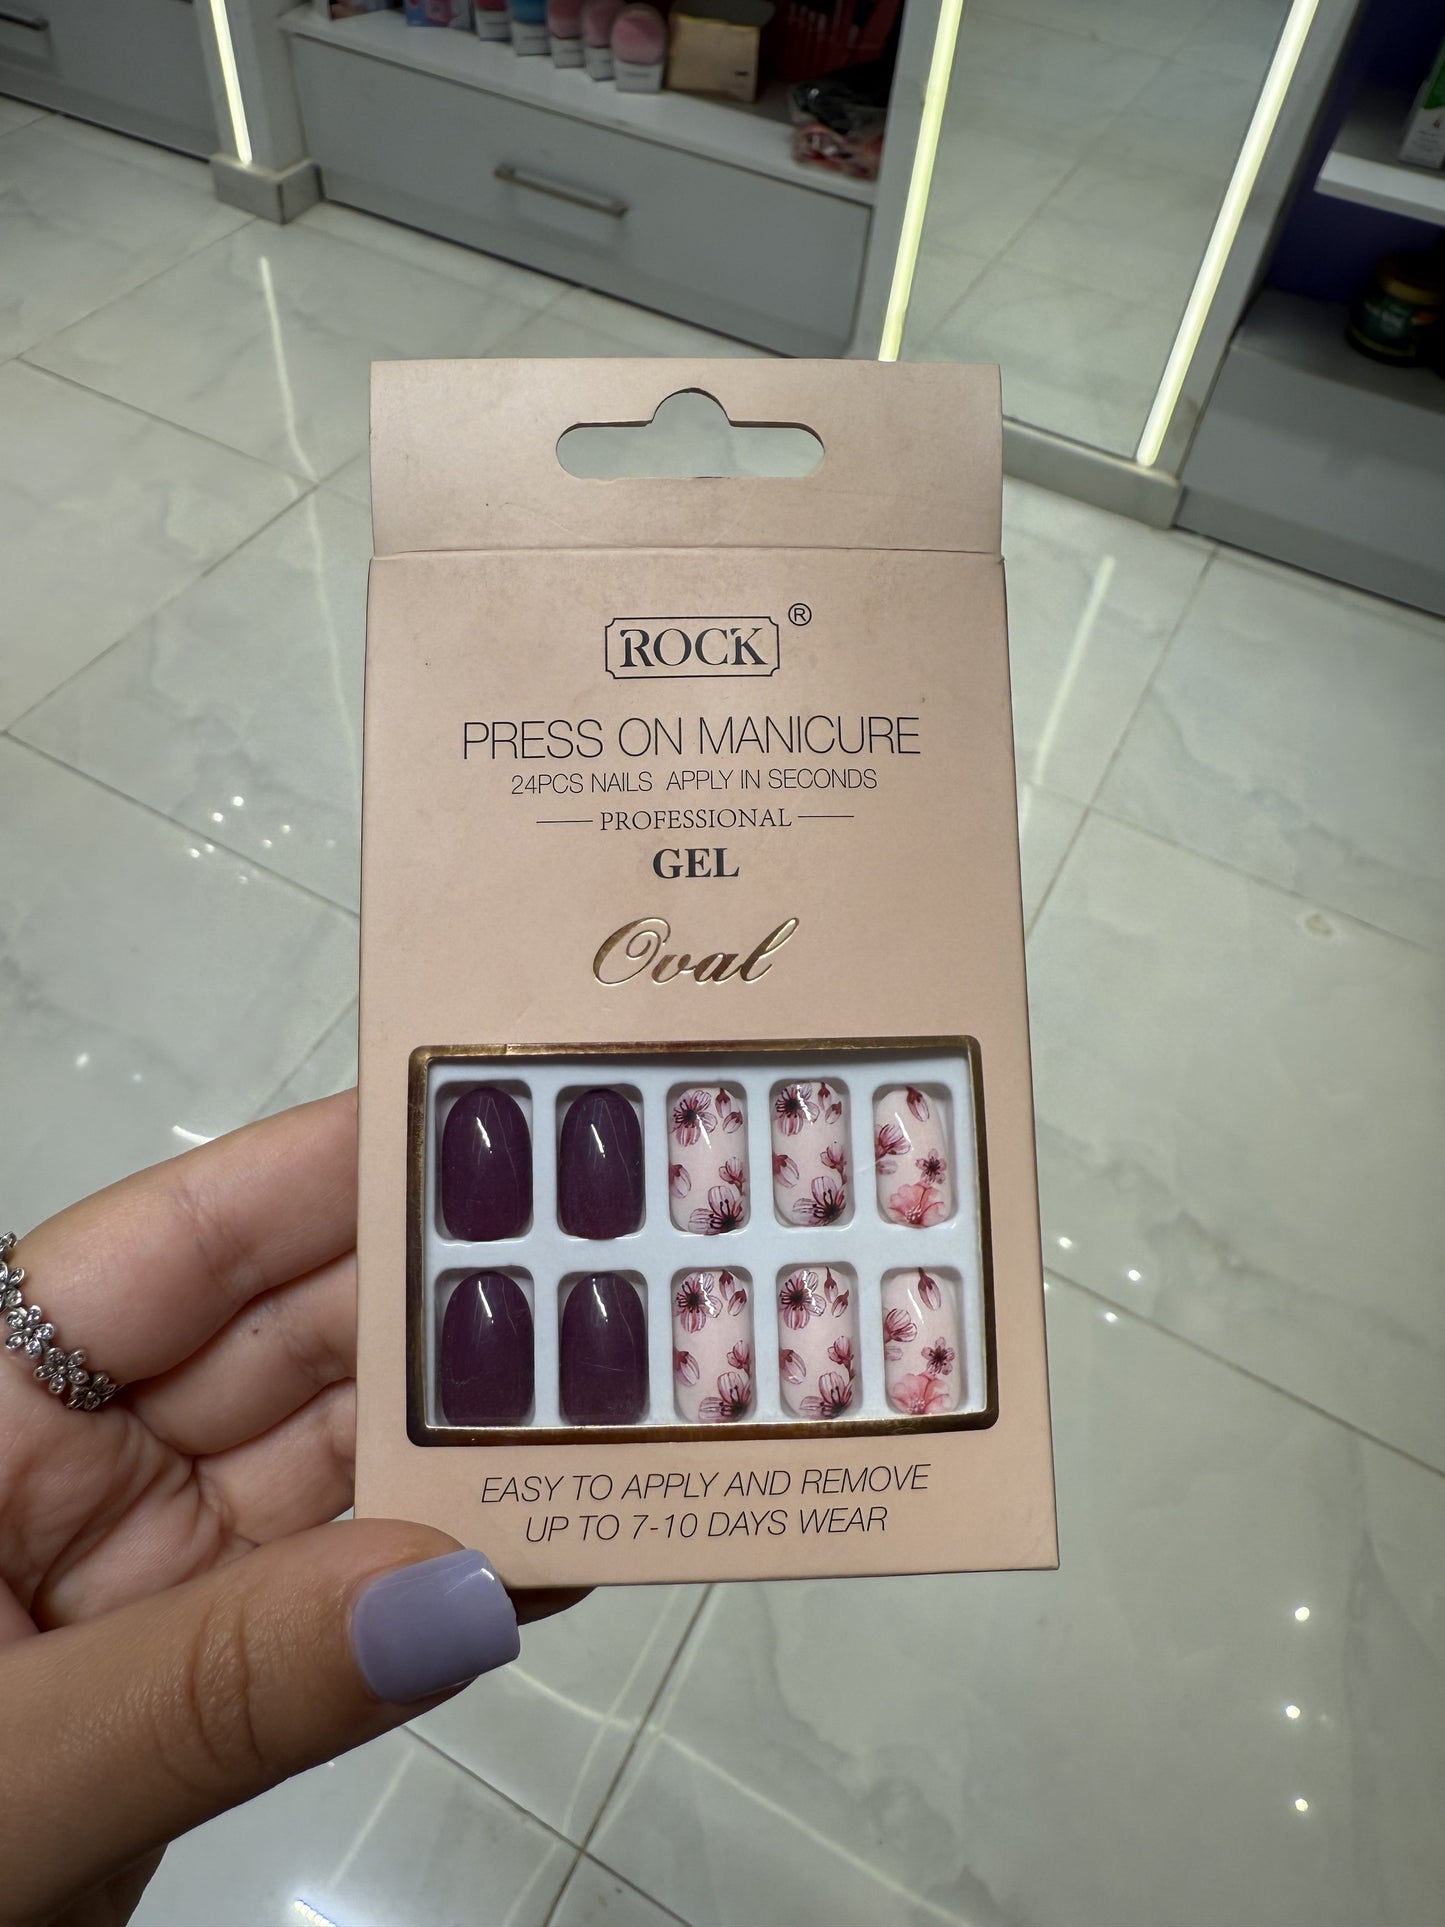 ROCK ®
PRESS ON MANICURE
24PCS NAILS APPLY IN SECONDS
PROFESSIONAL
GEL
Oval
EASY TO APPLY AND REMOVE
UP TO 7-10 DAYS WEAR